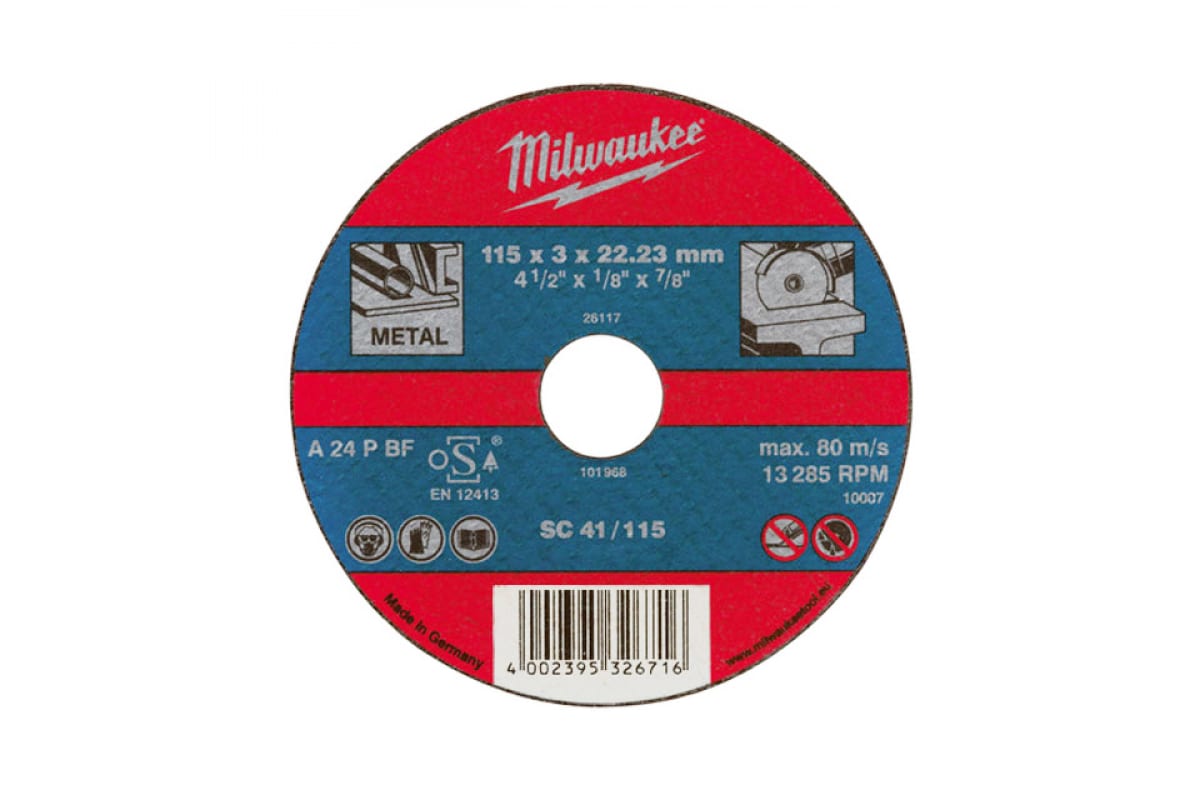 Milwaukee®
115 x 3 x 22.23 mm
4 1/2" x 1/8" x 7/8"
26117
METAL
A 24 P BF
S ®
EN 12413
101968
max. 80 m/s
13 285 RPM
10007
SC 41/115
Made in Germany
www.milwaukeetool.eu
4 002395 326716